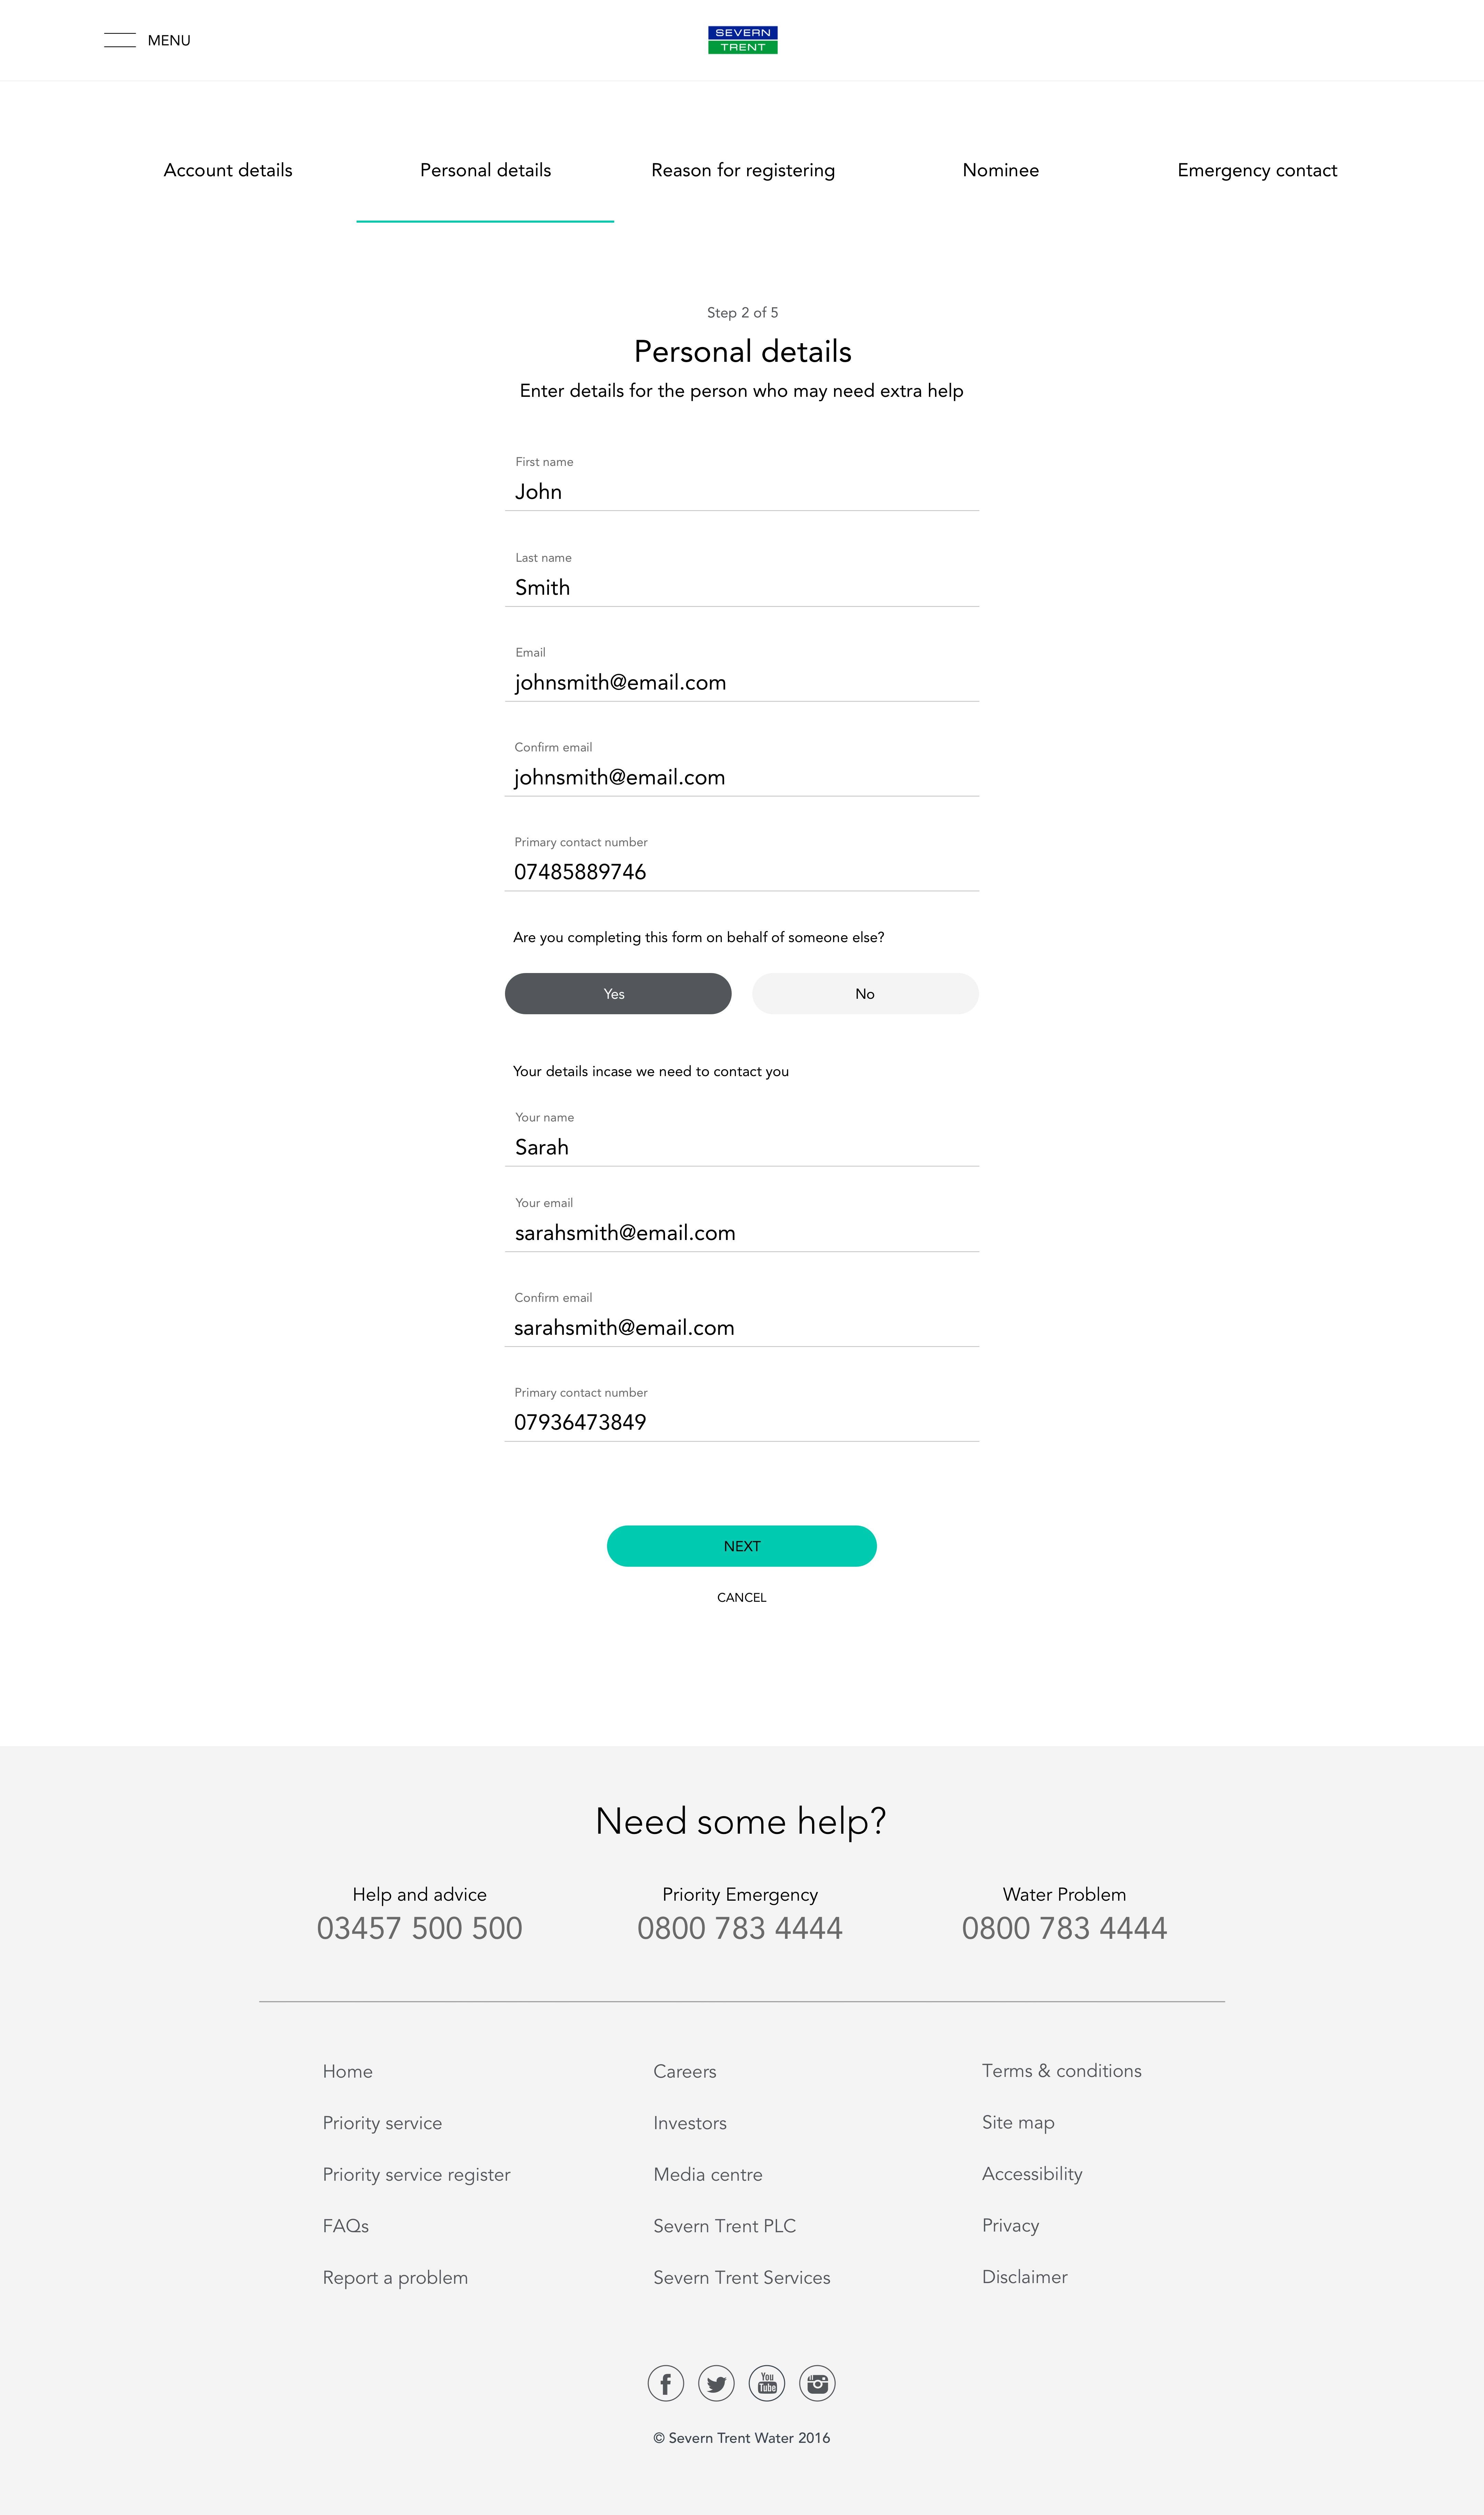 MENU
SEVERN
TRENT
Account details
Personal details
Reason for registering
Nominee
Emergency contact
Step 2 of 5
Personal details
Enter details for the person who may need extra help
First name
John
Last name
Smith
Email
johnsmith@email.com
Confirm email
johnsmith@email.com
Primary contact number
07485889746
Are you completing this form on behalf of someone else?
Yes
No
Your details incase we need to contact you
Your name
Sarah
Your email
sarahsmith@email.com
Confirm email
sarahsmith@email.com
Primary contact number
07936473849
NEXT
CANCEL
Need some help?
Help and advice
03457 500 500
Priority Emergency
0800 783 4444
Water Problem
0800 783 4444
Home
Priority service
Priority service register
FAQs
Report a problem
Careers
Investors
Media centre
Severn Trent PLC
Severn Trent Services
Terms & conditions
Site map
Accessibility
Privacy
Disclaimer
You
Tube
© Severn Trent Water 2016